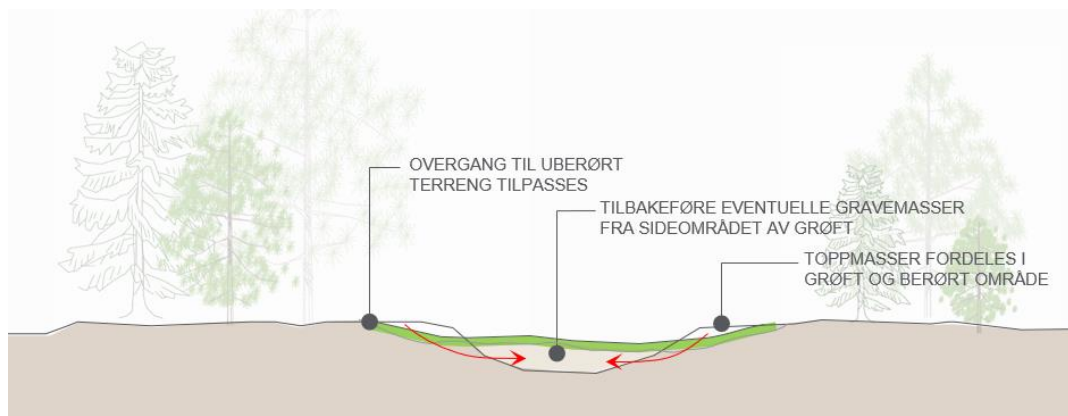 OVERGANG TIL UBERØRT
TERRENG TILPASSES
TILBAKEFØRE EVENTUELLE GRAVEMASSER
FRA SIDEOMRÅDET AV GRØFT
TOPPMASSER FORDELES I
GRØFT OG BERØRT OMRÅDE